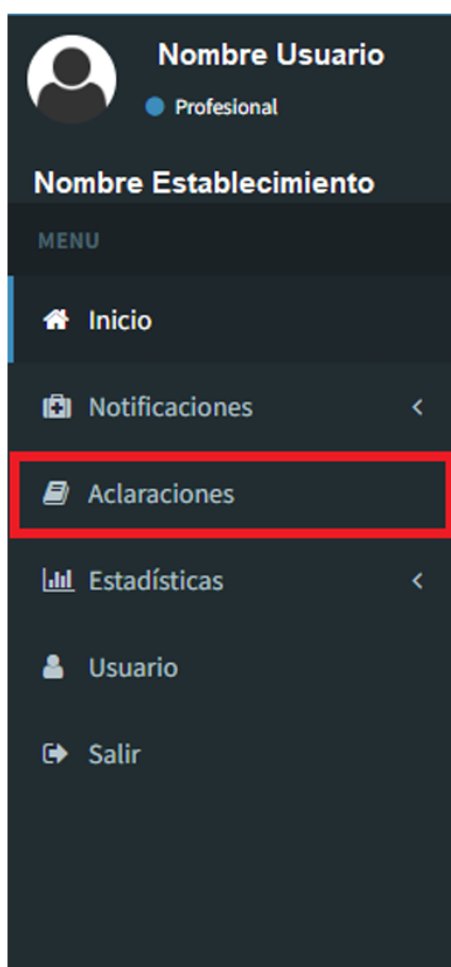 Nombre Usuario
Profesional
Nombre Establecimiento
MENU
Inicio
Notificaciones
Aclaraciones
Estadísticas
Usuario
Salir